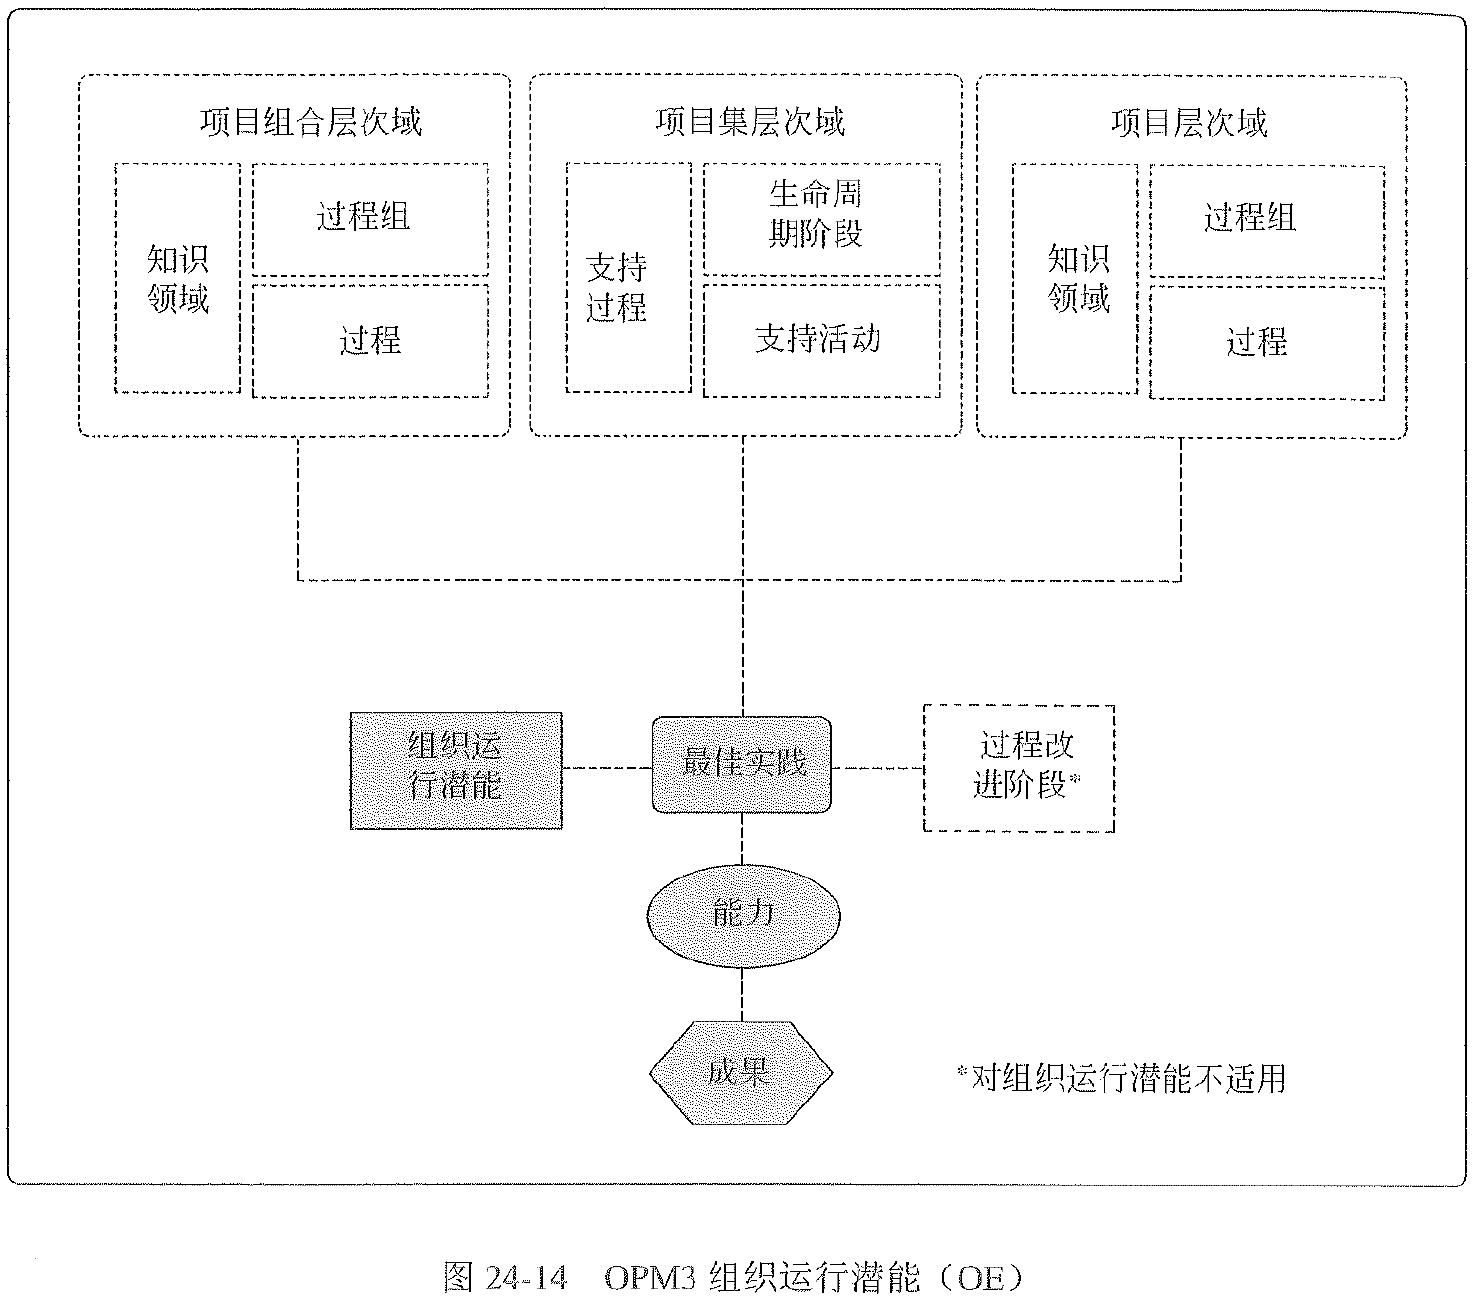 项目组合层次域
知识
领域
过程组
过程
项目集层次域
支持
过程
生命周
期阶段
支持活动
项目层次域
知识
领域
过程组
过程
组织运
行潜能
最佳实践
过程改
进阶段*
能力
成果
*对组织运行潜能不适用
图 24-14 OPM3 组织运行潜能（OE）